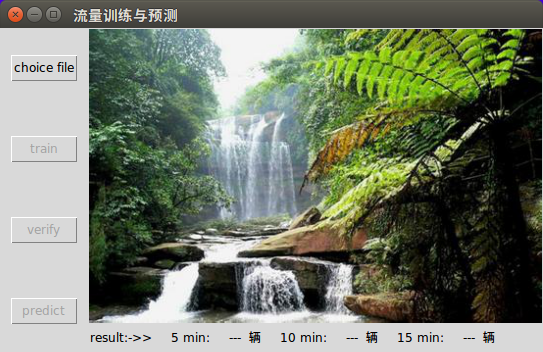 流量训练与预测
choice file
train
verify
predict
result:->> 5 min: --- 辆 10 min: --- 辆 15 min: --- 辆